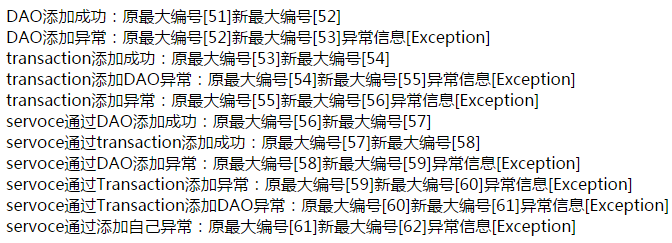 DAO添加成功：原最大编号[51]新最大编号[52]
DAO添加异常：原最大编号[52]新最大编号[53]异常信息[Exception]
transaction添加成功：原最大编号[53]新最大编号[54]
transaction添加DAO异常：原最大编号[54]新最大编号[55]异常信息[Exception]
transaction添加异常：原最大编号[55]新最大编号[56]异常信息[Exception]
servoce通过DAO添加成功：原最大编号[56]新最大编号[57]
servoce通过transaction添加成功：原最大编号[57]新最大编号[58]
servoce通过DAO添加异常：原最大编号[58]新最大编号[59]异常信息[Exception]
servoce通过Transaction添加异常：原最大编号[59]新最大编号[60]异常信息[Exception]
servoce通过Transaction添加DAO异常：原最大编号[60]新最大编号[61]异常信息[Exception]
servoce通过添加自己异常：原最大编号[61]新最大编号[62]异常信息[Exception]